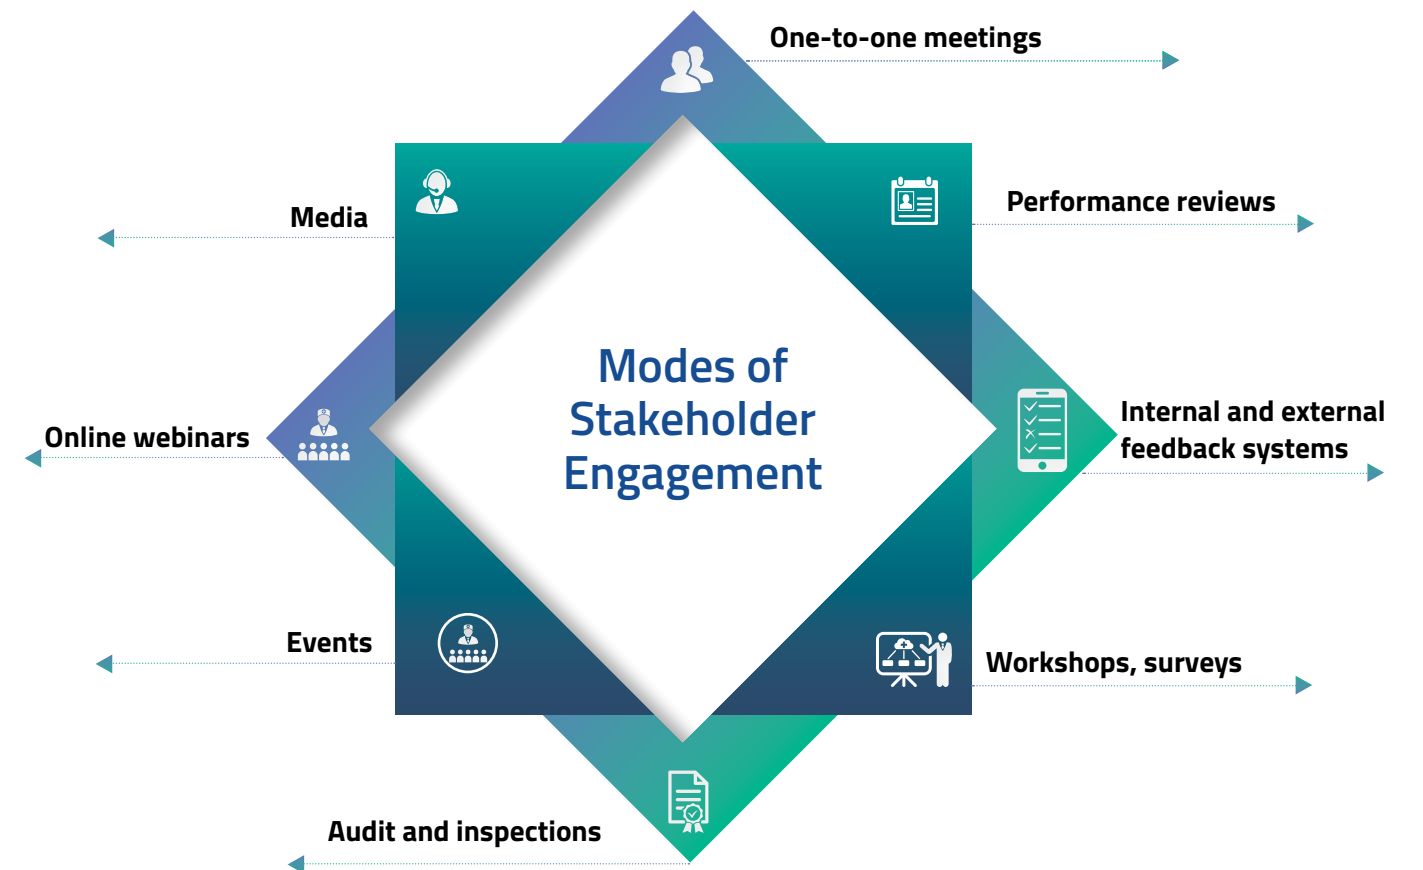 One-to-one meetings
Performance reviews
Media
Modes of
Stakeholder
Engagement
Internal and external
feedback systems
Online webinars
Events
Workshops, surveys
Audit and inspections